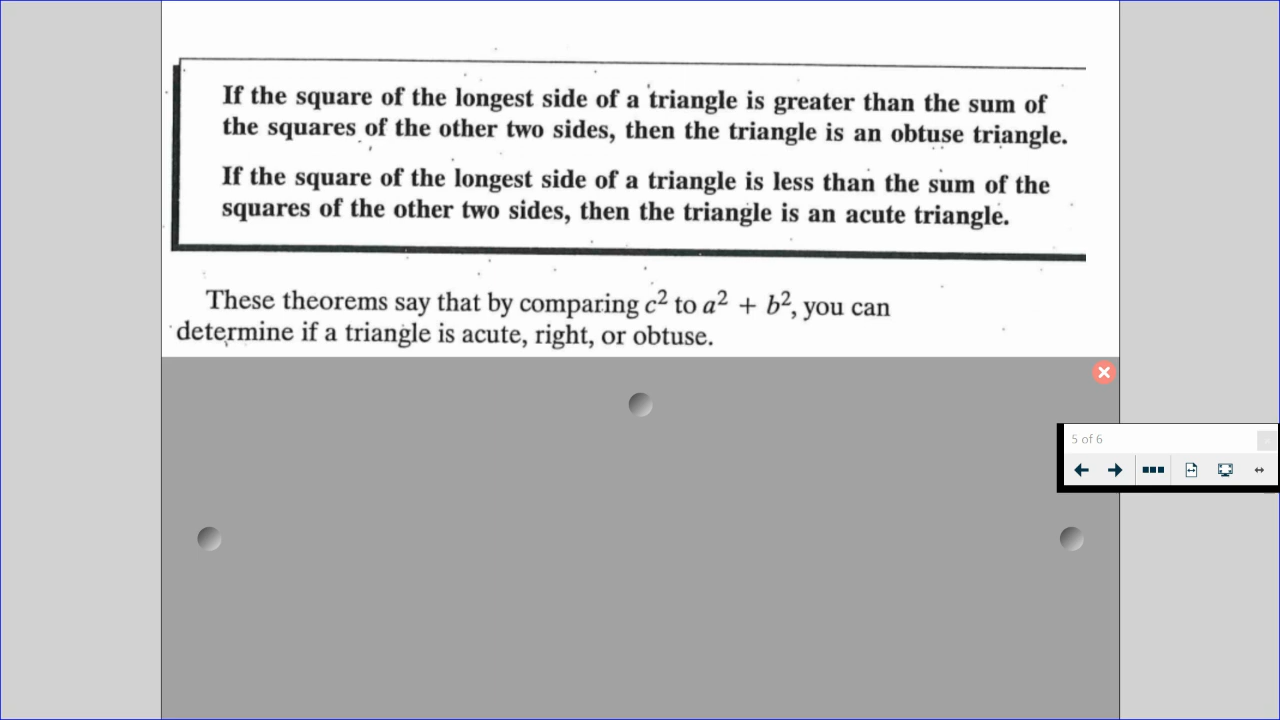 If the square of the longest side of a triangle is greater than the sum of
the squares of the other two sides, then the triangle is an obtuse triangle.
If the square of the longest side of a triangle is less than the sum of the
squares of the other two sides, then the triangle is an acute triangle.
These theorems say that by comparing c² to a² + b², you can
determine if a triangle is acute, right, or obtuse.
5 of 6